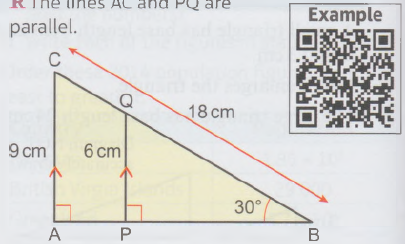 R The lines AC and PQ are
parallel.
Example
C
Q
18 cm
9 cm
6 cm
30°
A
P
B